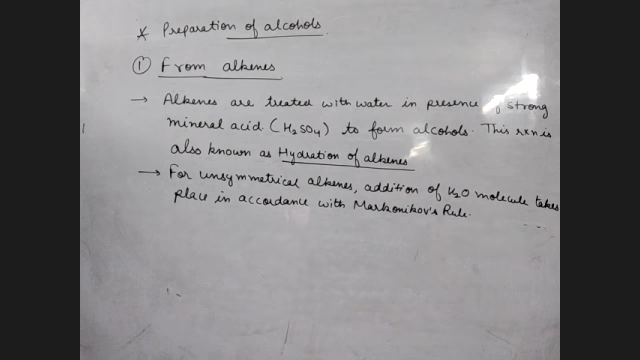 * Preparation of alcohols.
① From alkenes
→ Alkenes are treated with water in presence of strong
mineral acid. (H₂SO₄) to form alcohols. This rxn is
also known as Hydration of alkenes
→ For unsymmetrical alkenes, addition of H₂O molecule takes
place in accordance with Markonikov's Rule.